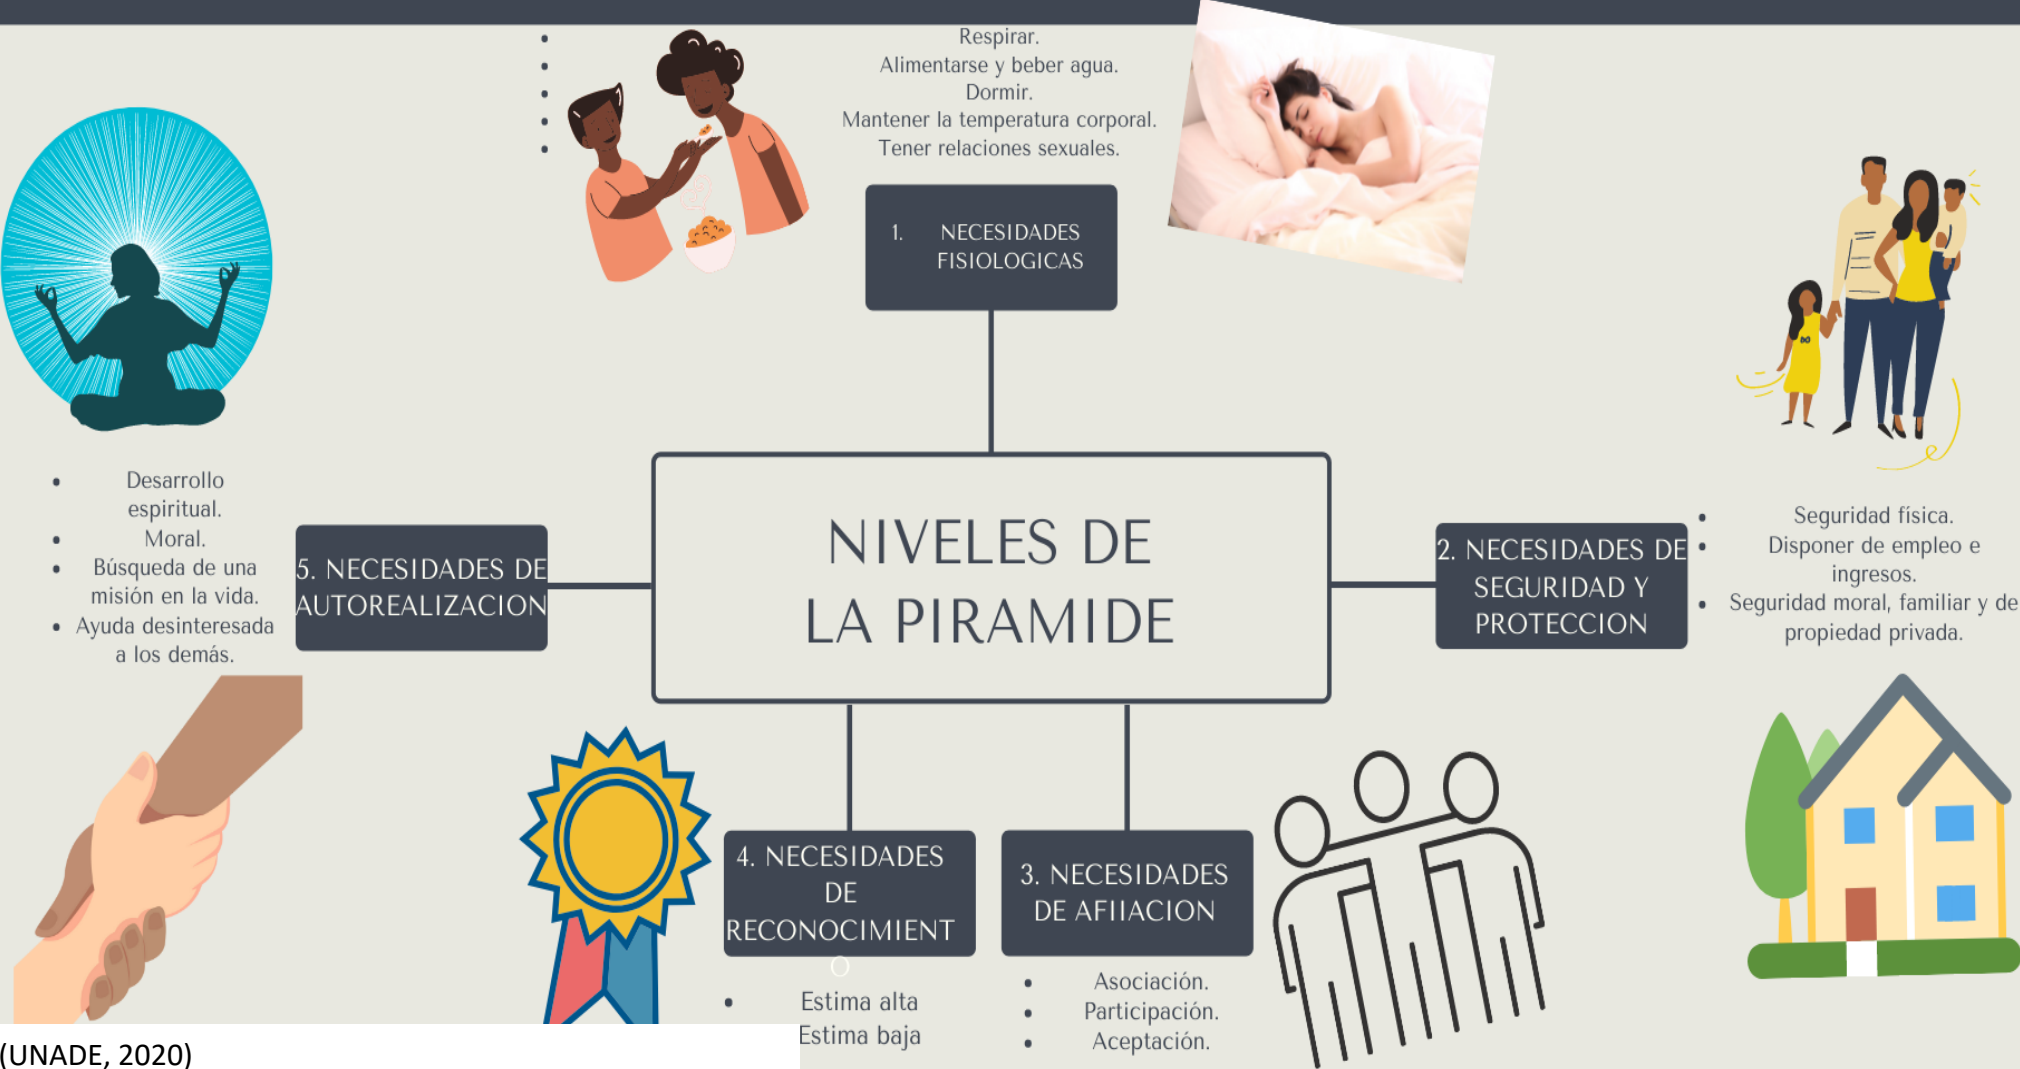 Respirar.
Alimentarse y beber agua.
Dormir.
Mantener la temperatura corporal.
Tener relaciones sexuales.
1. NECESIDADES
FISIOLOGICAS
NIVELES DE
LA PIRAMIDE
2. NECESIDADES DE
SEGURIDAD Y
PROTECCION
Seguridad física.
Disponer de empleo e
ingresos.
Seguridad moral, familiar y de
propiedad privada.
3. NECESIDADES
DE AFIIACION
Asociación.
Participación.
Aceptación.
4. NECESIDADES
DE
RECONOCIMIENT
O
Estima alta
Estima baja
5. NECESIDADES DE
AUTOREALIZACION
Desarrollo
espiritual.
Moral.
Búsqueda de una
misión en la vida.
Ayuda desinteresada
a los demás.
(UNADE, 2020)